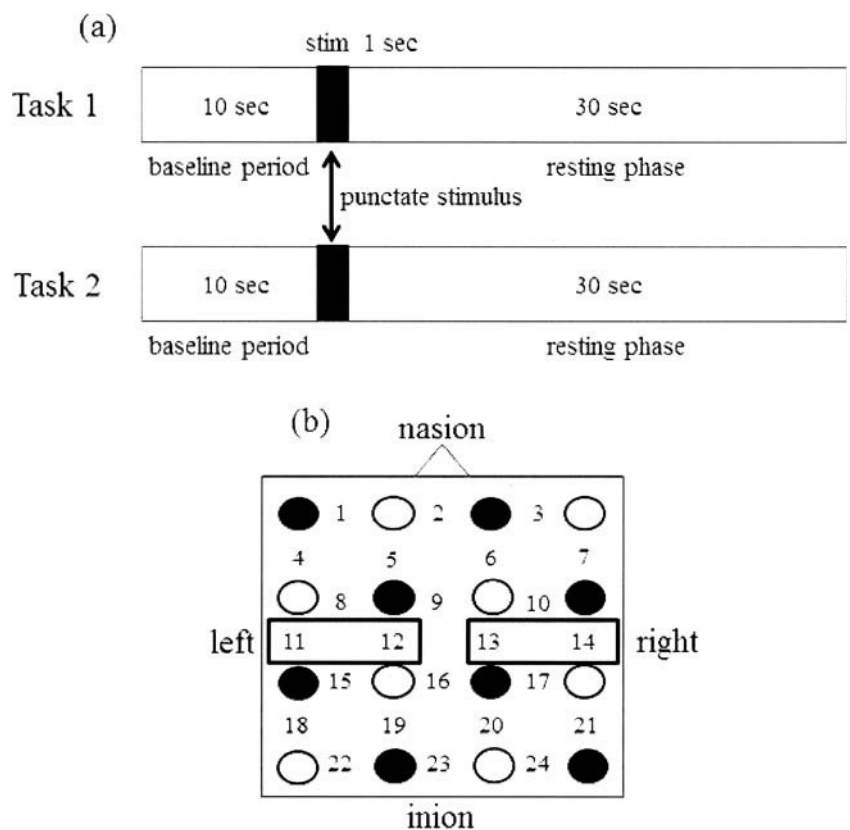 (a)
stim 1 sec
Task 1
10 sec
30 sec
baseline period
resting phase
punctate stimulus
Task 2
10 sec
30 sec
baseline period
resting phase
(b)
nasion
1 2 3
4 5 6 7
8 9 10
left 11 12 13 14 right
15 16 17
18 19 20 21
22 23 24
inion